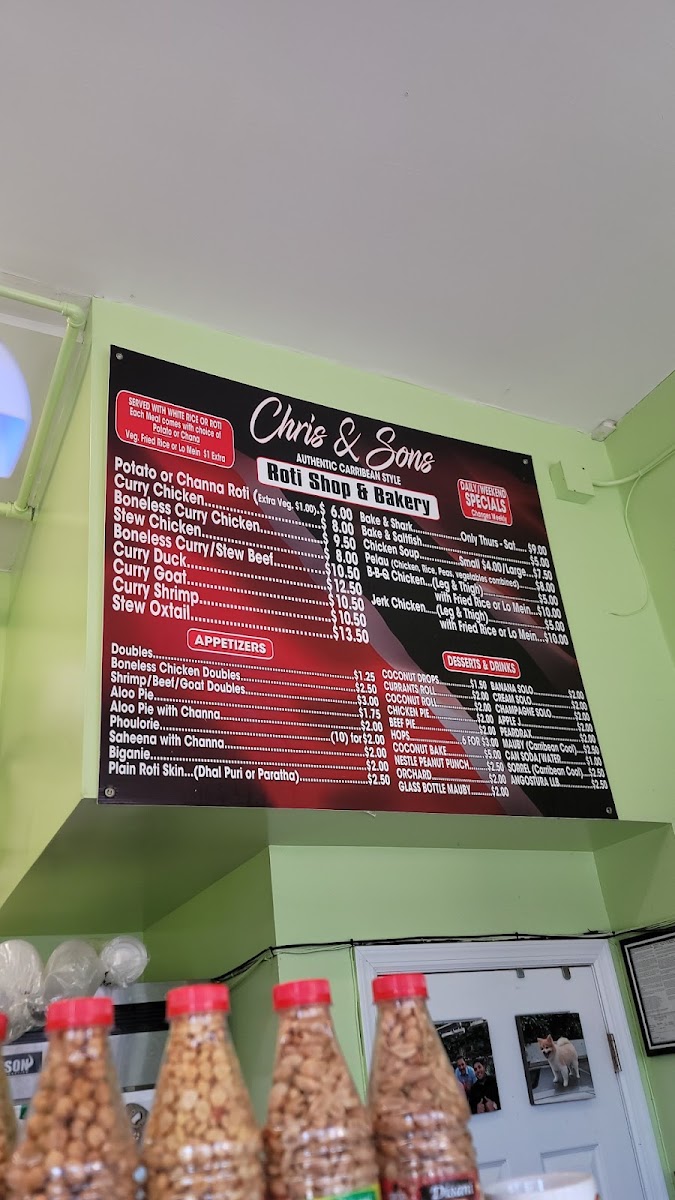 SERVED WITH WHITE RICE OR ROTI
Each Meal comes with choice of
Potato or Chana
Veg. Fried Rice or Lo Mein $1 Extra
Chris & Sons
AUTHENTIC CARRIBEAN STYLE
Roti Shop & Bakery
DAILY/WEEKEND
SPECIALS
Changes Weekly
Potato or Channa Roti (Extra Veg. $1.00)..$ 6.00
Curry Chicken...$ 8.00
Boneless Curry Chicken...$ 9.50
Stew Chicken...$ 8.00
Boneless Curry/Stew Beef...$10.50
Curry Duck...$12.50
Curry Goat...$10.50
Curry Shrimp...$10.50
Stew Oxtail...$13.50
Bake & Shark...Only Thurs - Sat...$9.00
Bake & Saltfish...$5.00
Chicken Soup...Small $4.00/Large...$7.50
Pelau (Chicken, Rice, Peas, vegetables combined)...$8.00
B-B-Q Chicken...(Leg & Thigh)...$5.00
with Fried Rice or Lo Mein...$10.00
Jerk Chicken...(Leg & Thigh)...$5.00
with Fried Rice or Lo Mein...$10.00
APPETIZERS
Doubles...$1.25
Boneless Chicken Doubles...$2.50
Shrimp/Beef/Goat Doubles...$3.00
Aloo Pie...$1.75
Aloo Pie with Channa...$2.00
Phoulorie...(10) for $2.00
Saheena with Channa...$2.00
Biganie...$2.00
Plain Roti Skin...(Dhal Puri or Paratha)...$2.50
DESSERTS & DRINKS
COCONUT DROPS...$1.50
CURRANTS ROLL...$2.00
COCONUT ROLL...$2.00
CHICKEN PIE...$2.00
BEEF PIE...$2.00
HOPS...6 FOR $3.00
COCONUT BAKE...$5.00
NESTLE PEANUT PUNCH...$2.50
ORCHARD...$2.00
GLASS BOTTLE MAUBY...$2.00
BANANA SOLO...$2.00
CREAM SOLO...$2.00
CHAMPAGNE SOLO...$2.00
APPLE J...$2.00
PEARDRAX...$2.00
MAUBY (Carribean Cool)...$2.50
CAN SODA/WATER...$1.00
SORREL (Carribean Cool)...$2.50
ANGOSTURA LLB...$2.50
SON